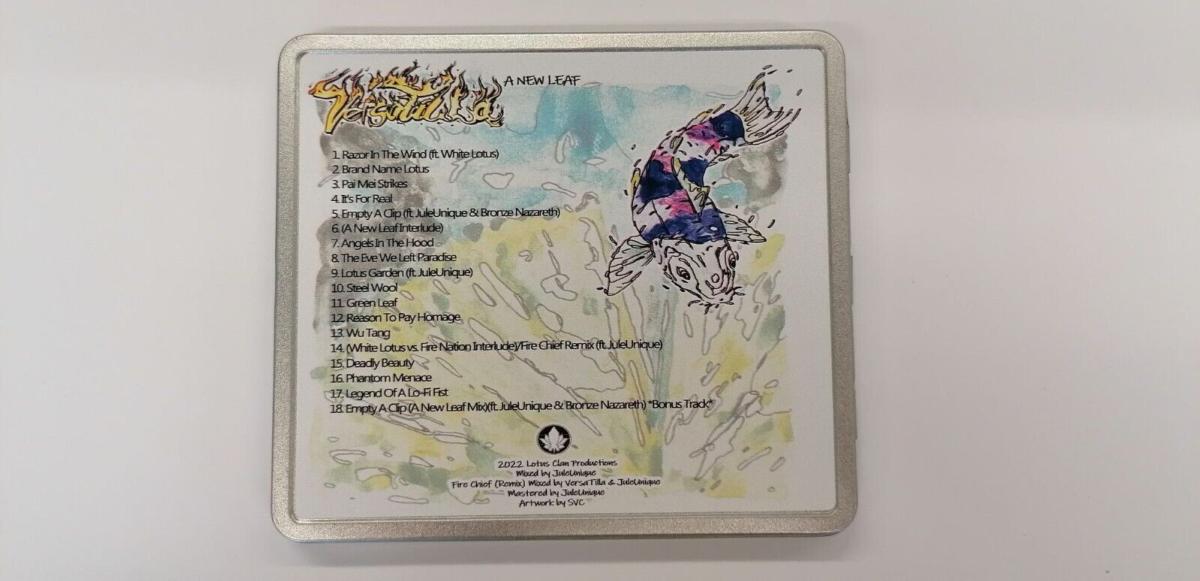 VersaTilla
A NEW LEAF
1. Razor In The Wind (ft. White Lotus)
2. Brand Name Lotus
3. Pai Mei Strikes
4. It's For Real
5. Empty A Clip (ft. JuleUnique & Bronze Nazareth)
6. (A New Leaf Interlude)
7. Angels In The Hood
8. The Eve We Left Paradise
9. Lotus Garden (ft. JuleUnique)
10. Steel Wool
11. Green Leaf
12. Reason To Pay Homage
13. Wu Tang
14. (White Lotus vs. Fire Nation Interlude)/Fire Chief Remix (ft. JuleUnique)
15. Deadly Beauty
16. Phantom Menace
17. Legend Of A Lo-Fi Fist
18. Empty A Clip (A New Leaf Mix)(ft. JuleUnique & Bronze Nazareth) *Bonus Track*
2022 Lotus Clan Productions
Mixed by JuleUnique
Fire Chief (Remix) Mixed by VersaTilla & JuleUnique
Mastered by JuleUnique
Artwork by SVC